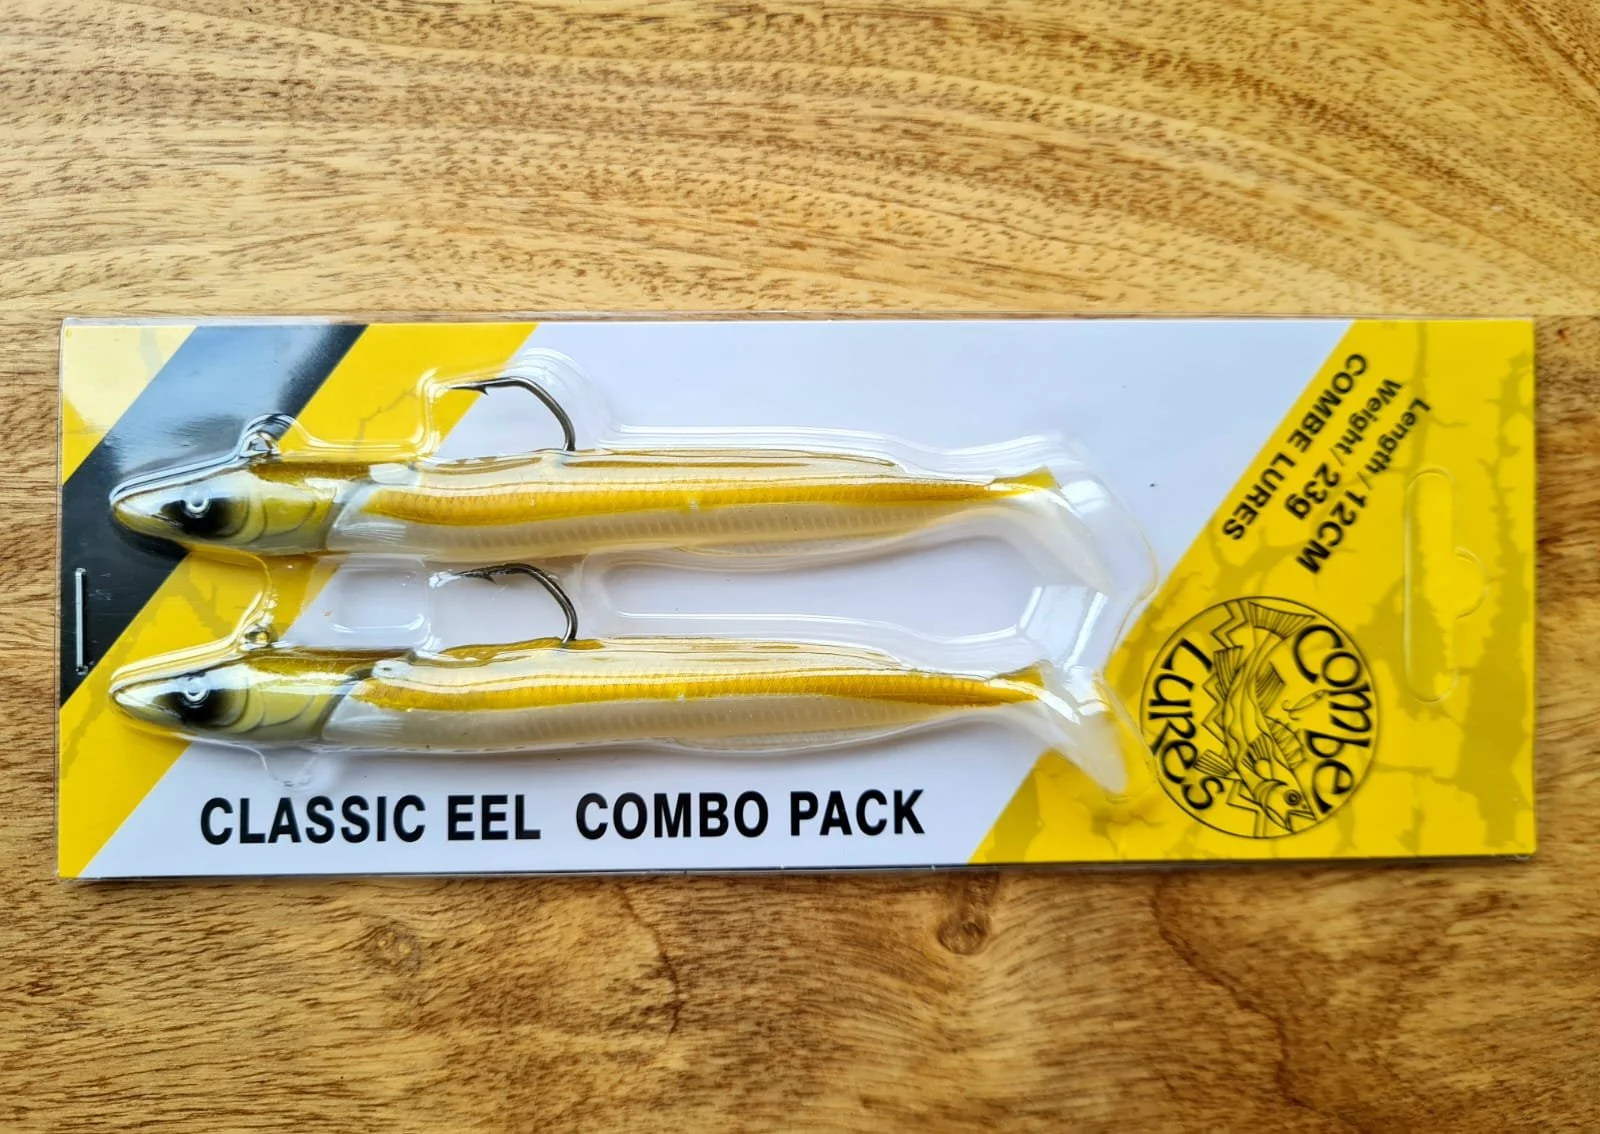 COMBE LURES
Weight/ 23g
Length/ 12CM
Combe
Lures
CLASSIC EEL COMBO PACK